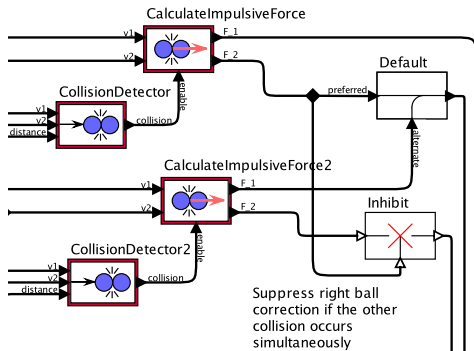 CalculateImpulsiveForce
v1
F_1
v2
F_2
enable
Default
CollisionDetector
preferred
v1
v2
collision
distance
alternate
CalculateImpulsiveForce2
v1
F_1
v2
F_2
Inhibit
enable
CollisionDetector2
v1
v2
collision
distance
Suppress right ball
correction if the other
collision occurs
simultaneously